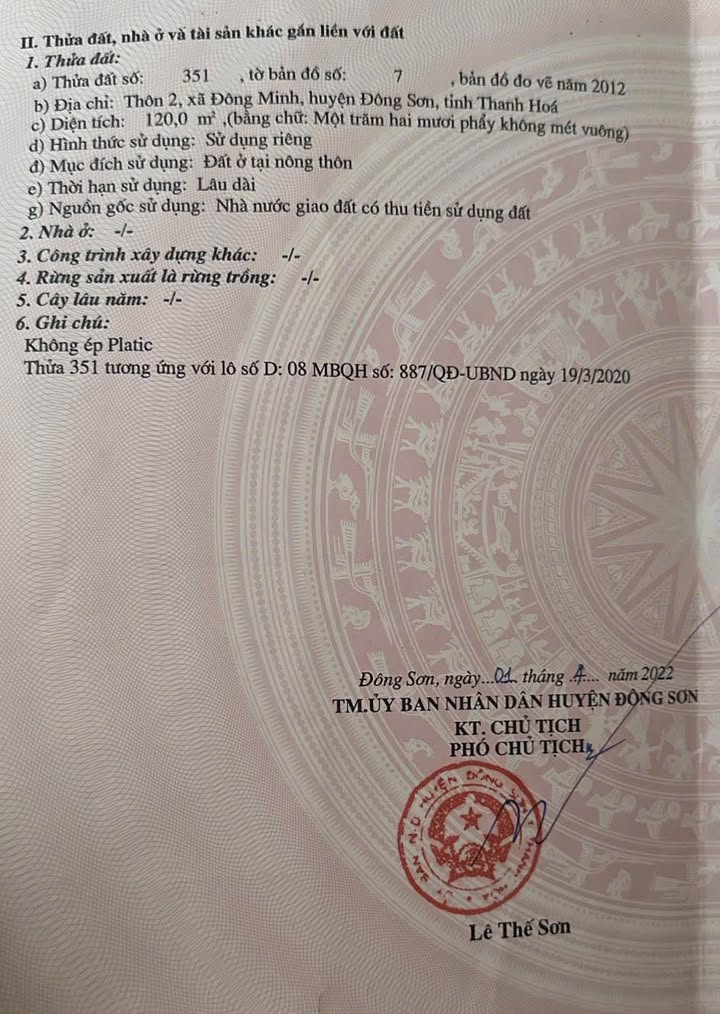 II. Thửa đất, nhà ở và tài sản khác gắn liền với đất
1. Thửa đất:
a) Thửa đất số: 351 , tờ bản đồ số: 7 , bản đồ đo vẽ năm 2012
b) Địa chỉ: Thôn 2, xã Đông Minh, huyện Đông Sơn, tỉnh Thanh Hoá
c) Diện tích: 120,0 m² ,(bằng chữ: Một trăm hai mươi phẩy không mét vuông)
d) Hình thức sử dụng: Sử dụng riêng
đ) Mục đích sử dụng: Đất ở tại nông thôn
e) Thời hạn sử dụng: Lâu dài
g) Nguồn gốc sử dụng: Nhà nước giao đất có thu tiền sử dụng đất
2. Nhà ở: -/-
3. Công trình xây dựng khác: -/-
4. Rừng sản xuất là rừng trồng: -/-
5. Cây lâu năm: -/-
6. Ghi chú:
Không ép Platic
Thửa 351 tương ứng với lô số D: 08 MBQH số: 887/QĐ-UBND ngày 19/3/2020
Đông Sơn, ngày...01 tháng .4.... năm 2022
TM.ỦY BAN NHÂN DÂN HUYỆN ĐÔNG SƠN
KT. CHỦ TỊCH
PHÓ CHỦ TỊCH
Lê Thế Sơn